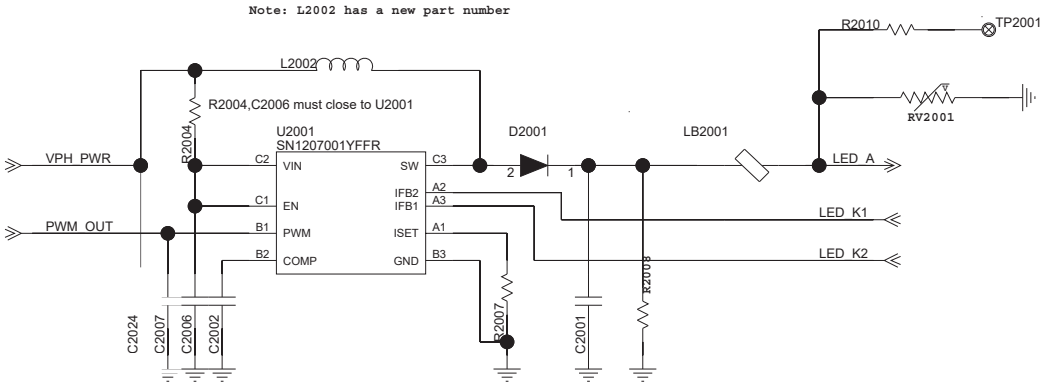 Note: L2002 has a new part number
R2010
TP2001
L2002
R2004,C2006 must close to U2001
RV2001
R2004
U2001
SN1207001YFFR
D2001
LB2001
VPH_PWR
C2
VIN
SW
C3
2
1
LED_A
IFB2
A2
C1
EN
IFB1
A3
LED_K1
PWM_OUT
B1
PWM
ISET
A1
B2
COMP
GND
B3
LED_K2
R2008
R2007
C2024
C2007
C2006
C2002
C2001